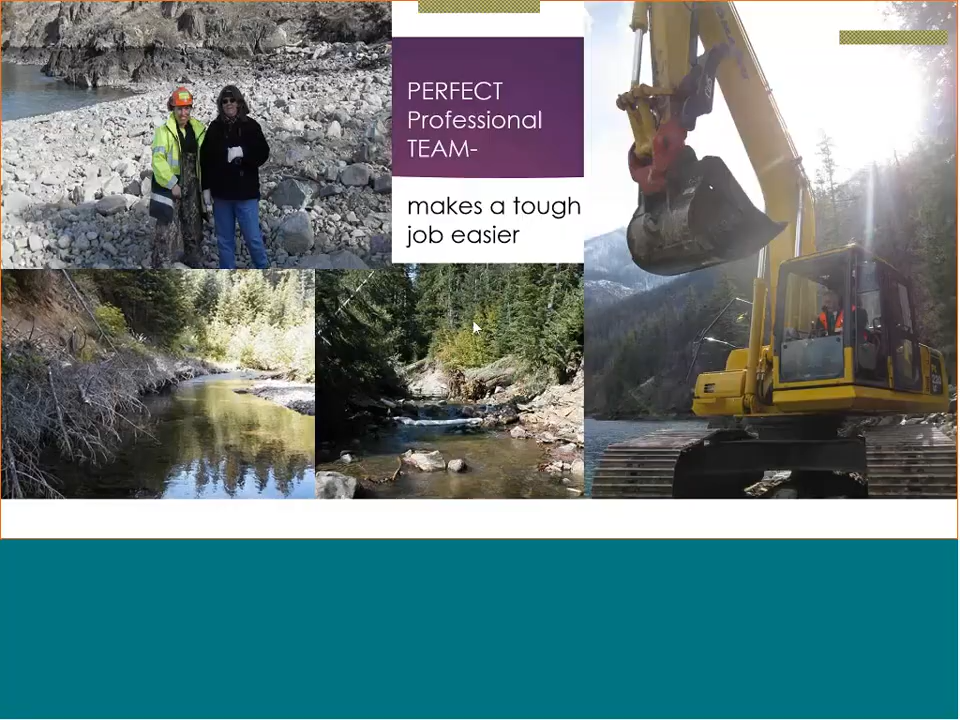 PERFECT
Professional
TEAM-
makes a tough
job easier